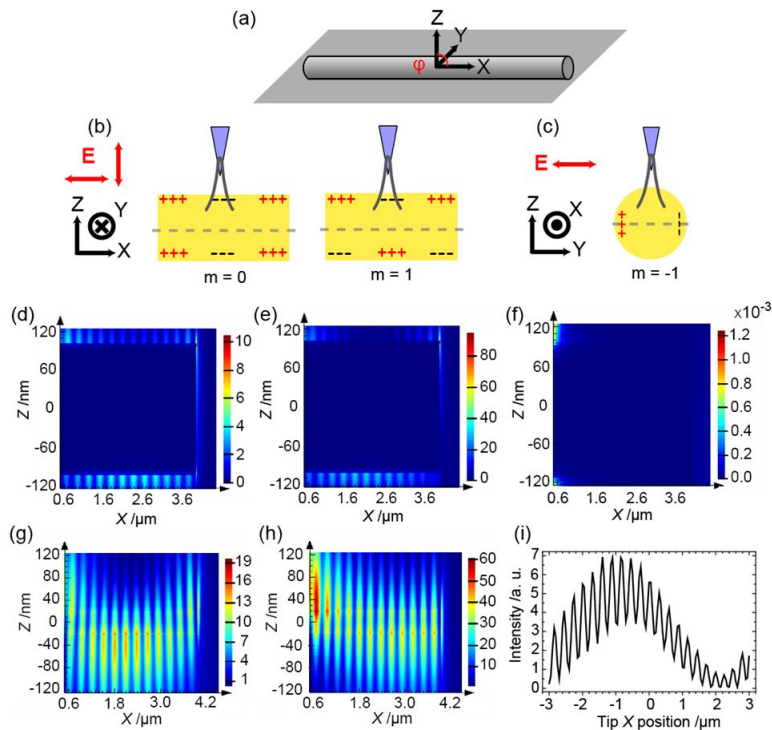 (a)
Z
Y
X
φ
(b)
(c)
E
E
Z
Y
X
+++ --- +++
+++ --- +++
+++ --- +++
--- +++ ---
Z
X
Y
+
+
+
---
m = 0
m = 1
m = -1
(d)
(e)
(f)
×10-3
Z /nm
120
60
0
-60
-120
0.6 1.6 2.6 3.6
X /µm
10
8
6
4
2
0
Z /nm
120
60
0
-60
-120
0.6 1.6 2.6 3.6
X /µm
80
60
40
20
0
Z /nm
120
60
0
-60
-120
0.6 1.6 2.6 3.6
X /µm
1.2
1.0
0.8
0.6
0.4
0.2
0.0
(g)
(h)
(i)
Z /nm
120
80
40
0
-40
-80
-120
0.6 1.8 3.0 4.2
X /µm
19
16
13
10
7
4
1
Z /nm
120
80
40
0
-40
-80
-120
0.6 1.8 3.0 4.2
X /µm
60
50
40
30
20
10
Intensity /a. u.
7
6
5
4
3
2
1
0
-3 -2 -1 0 1 2 3
Tip X position /µm